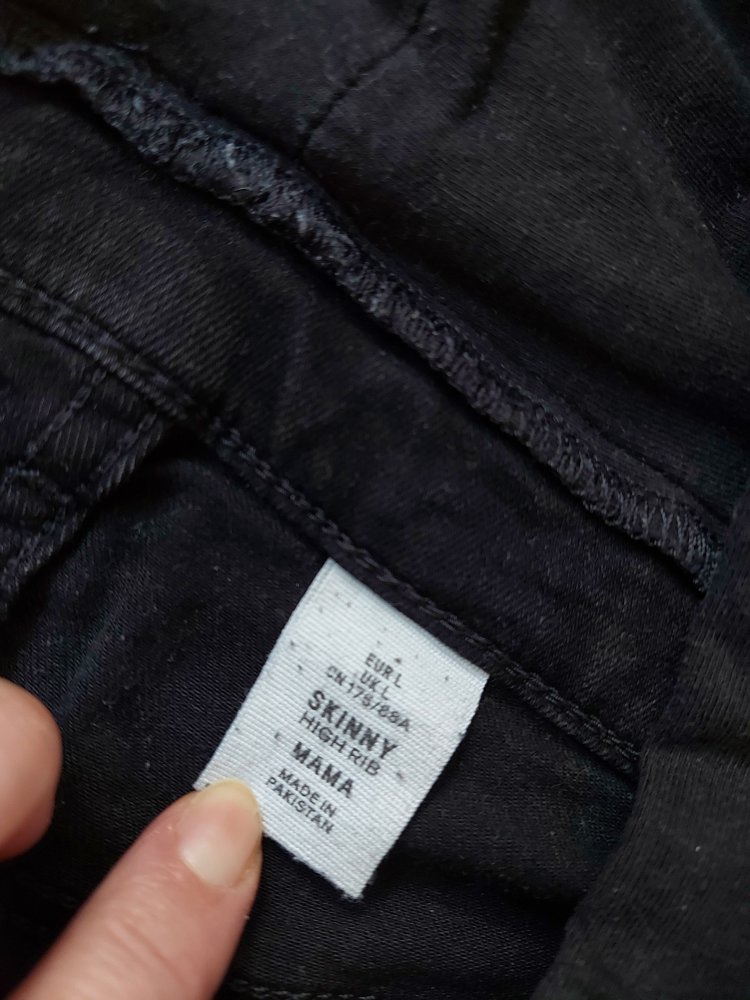 EUR L
UK L
CN 175/88A
SKINNY
HIGH RIB
MAMA
MADE IN
PAKISTAN